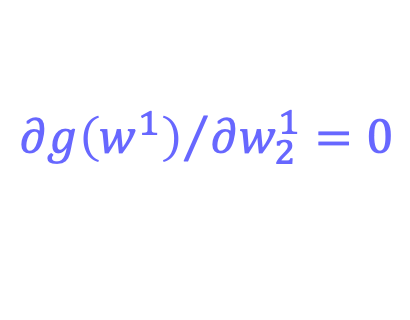 ∂g(w¹)/∂w₂¹ = 0